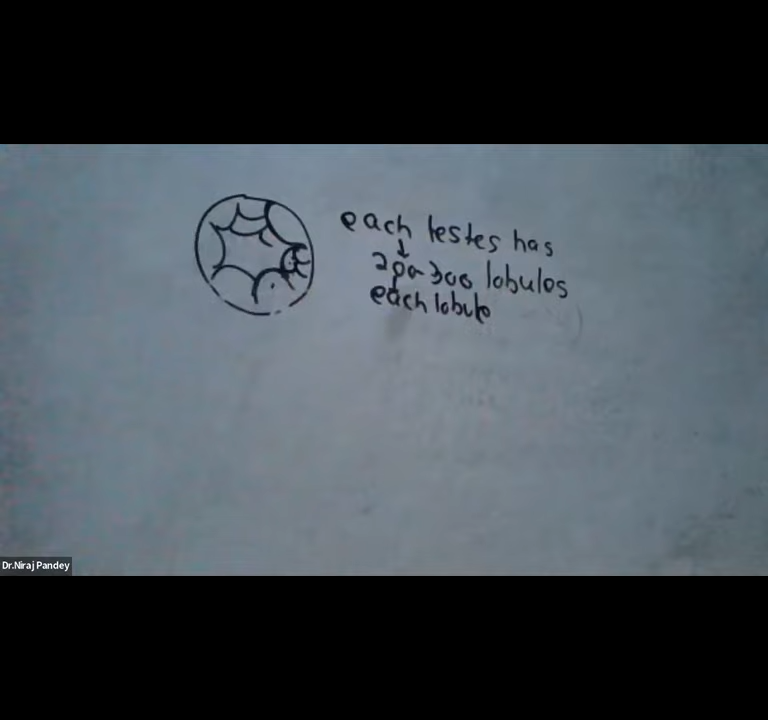 each testes has
↓
200-300 lobules
each lobule
Dr.Niraj Pandey